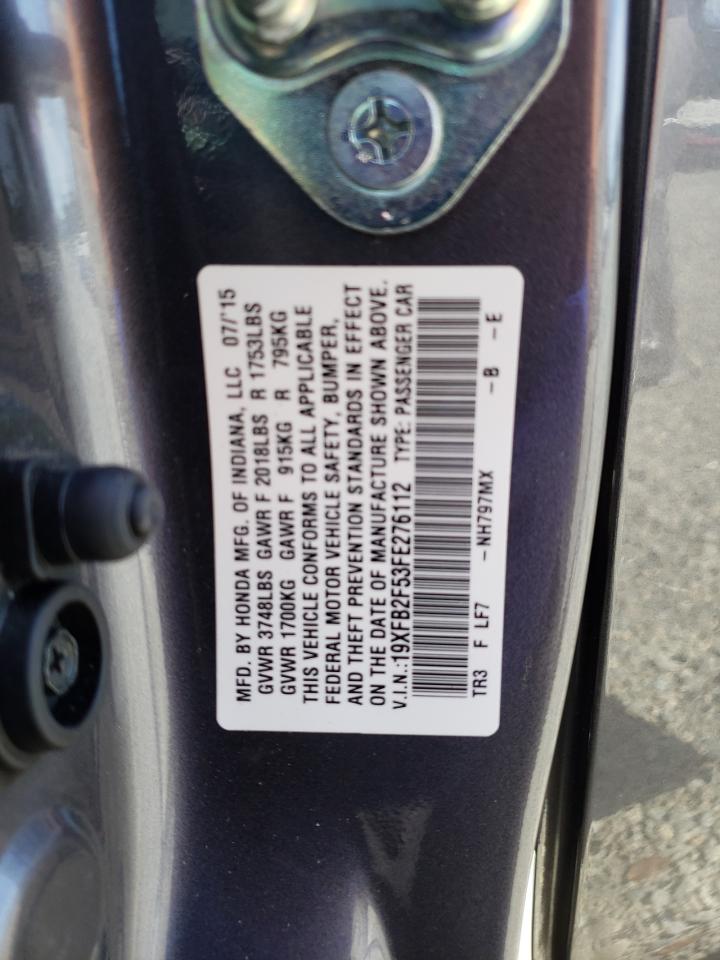 MFD. BY HONDA MFG. OF INDIANA, LLC 07/'15
GVWR 3748LBS GAWR F 2018LBS R 1753LBS
GVWR 1700KG GAWR F 915KG R 795KG
THIS VEHICLE CONFORMS TO ALL APPLICABLE
FEDERAL MOTOR VEHICLE SAFETY, BUMPER,
AND THEFT PREVENTION STANDARDS IN EFFECT
ON THE DATE OF MANUFACTURE SHOWN ABOVE.
V.I.N.:19XFB2F53FE276112 TYPE: PASSENGER CAR
TR3 F LF7 -NH797MX -B -E